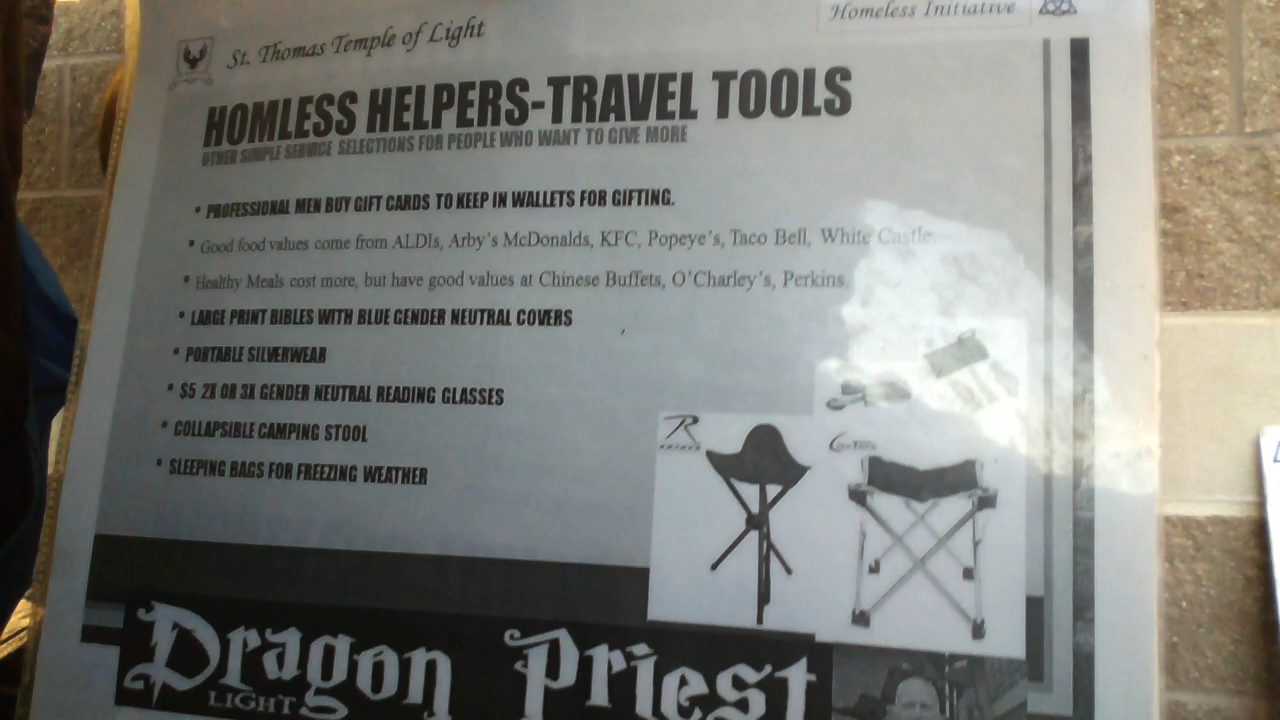 Homeless Initiative
St. Thomas Temple of Light
HOMLESS HELPERS-TRAVEL TOOLS
OTHER SIMPLE SERVICE SELECTIONS FOR PEOPLE WHO WANT TO GIVE MORE
• PROFESSIONAL MEN BUY GIFT CARDS TO KEEP IN WALLETS FOR GIFTING.
• Good food values come from ALDIs, Arby's McDonalds, KFC, Popeye's, Taco Bell, White Castle.
• Healthy Meals cost more, but have good values at Chinese Buffets, O'Charley's, Perkins.
• LARGE PRINT BIBLES WITH BLUE GENDER NEUTRAL COVERS
• PORTABLE SILVERWEAR
• $5 2X OR 3X GENDER NEUTRAL READING GLASSES
• COLLAPSIBLE CAMPING STOOL
• SLEEPING BAGS FOR FREEZING WEATHER
R
Dragon Priest
LIGHT